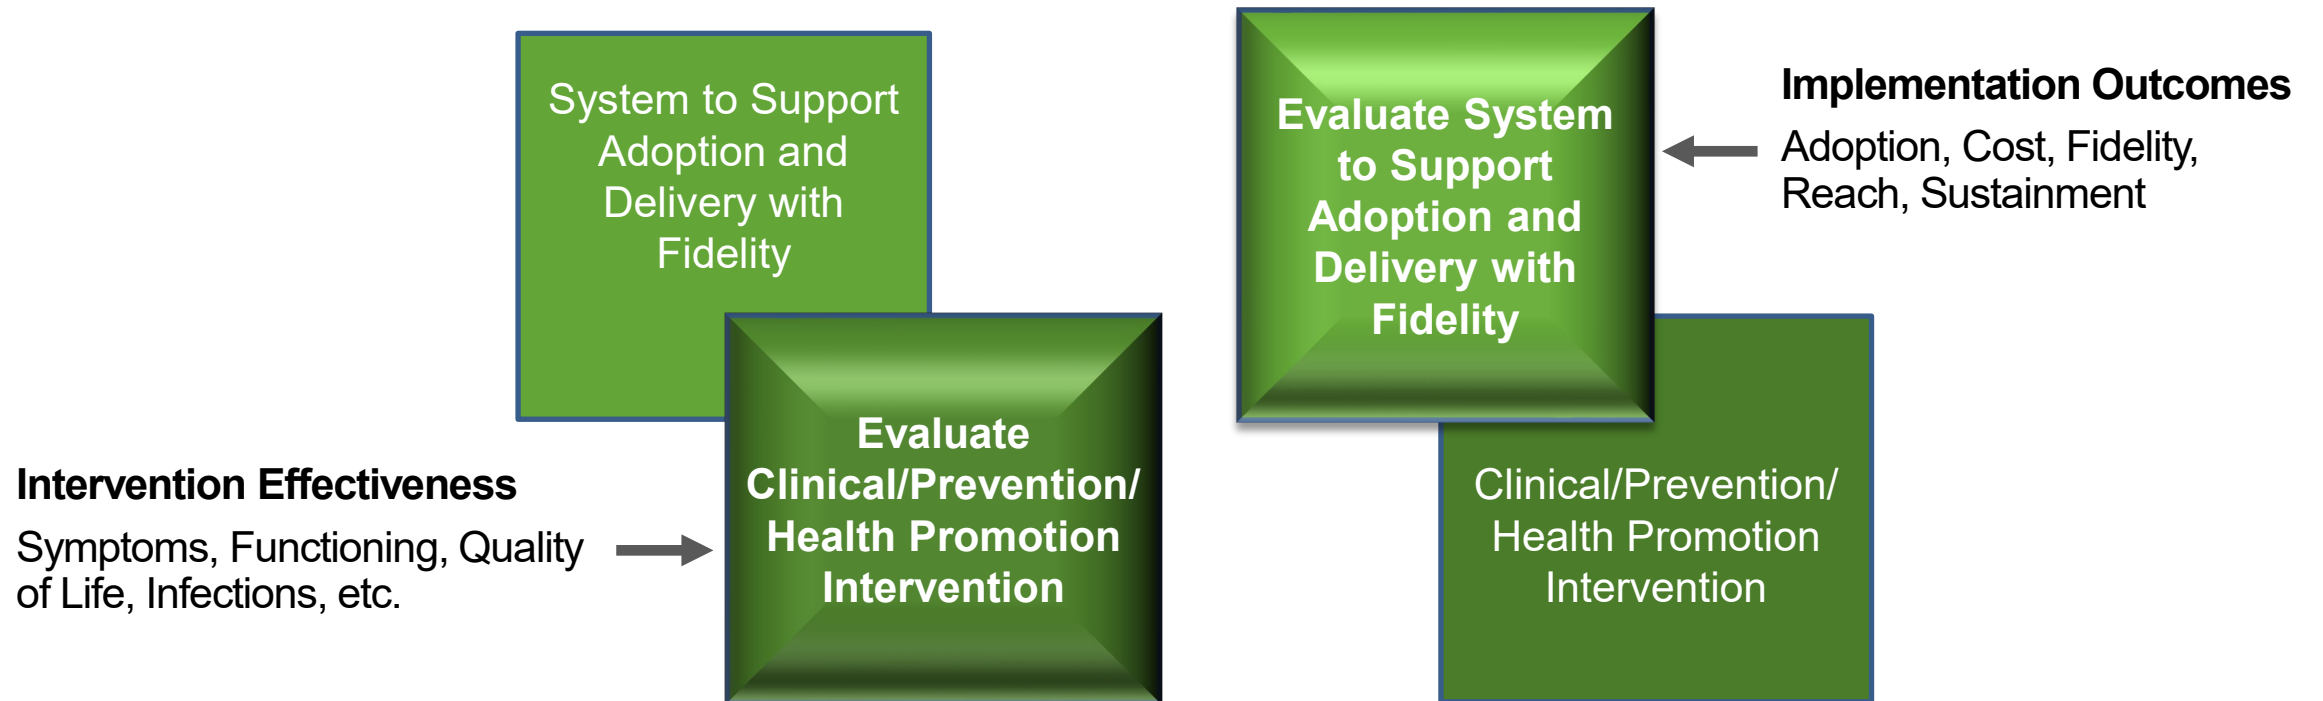 System to Support
Adoption and
Delivery with
Fidelity
Evaluate
Clinical/Prevention/
Health Promotion
Intervention
Intervention Effectiveness
Symptoms, Functioning, Quality
of Life, Infections, etc.
Evaluate System
to Support
Adoption and
Delivery with
Fidelity
Implementation Outcomes
Adoption, Cost, Fidelity,
Reach, Sustainment
Clinical/Prevention/
Health Promotion
Intervention